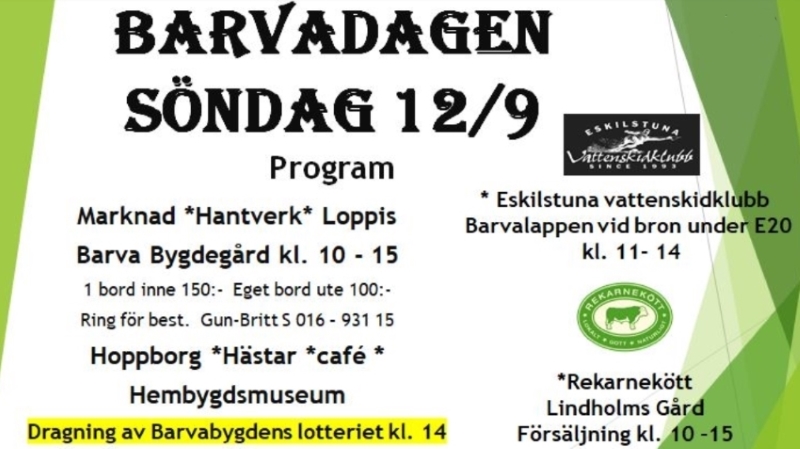 BARVADAGEN
SÖNDAG 12/9
Program
Marknad *Hantverk* Loppis
Barva Bygdegård kl. 10 - 15
1 bord inne 150:- Eget bord ute 100:-
Ring för best. Gun-Britt S 016 – 931 15
Hoppborg *Hästar *café *
Hembygdsmuseum
Dragning av Barvabygdens lotteriet kl. 14
ESKILSTUNA
Vattenskidklubb
SINCE 1993
* Eskilstuna vattenskidklubb
Barvalappen vid bron under E20
kl. 11- 14
REKARNEKÖTT
LOKALT • GOTT • NATURLIGT
*Rekarnekött
Lindholms Gård
Försäljning kl. 10 –15